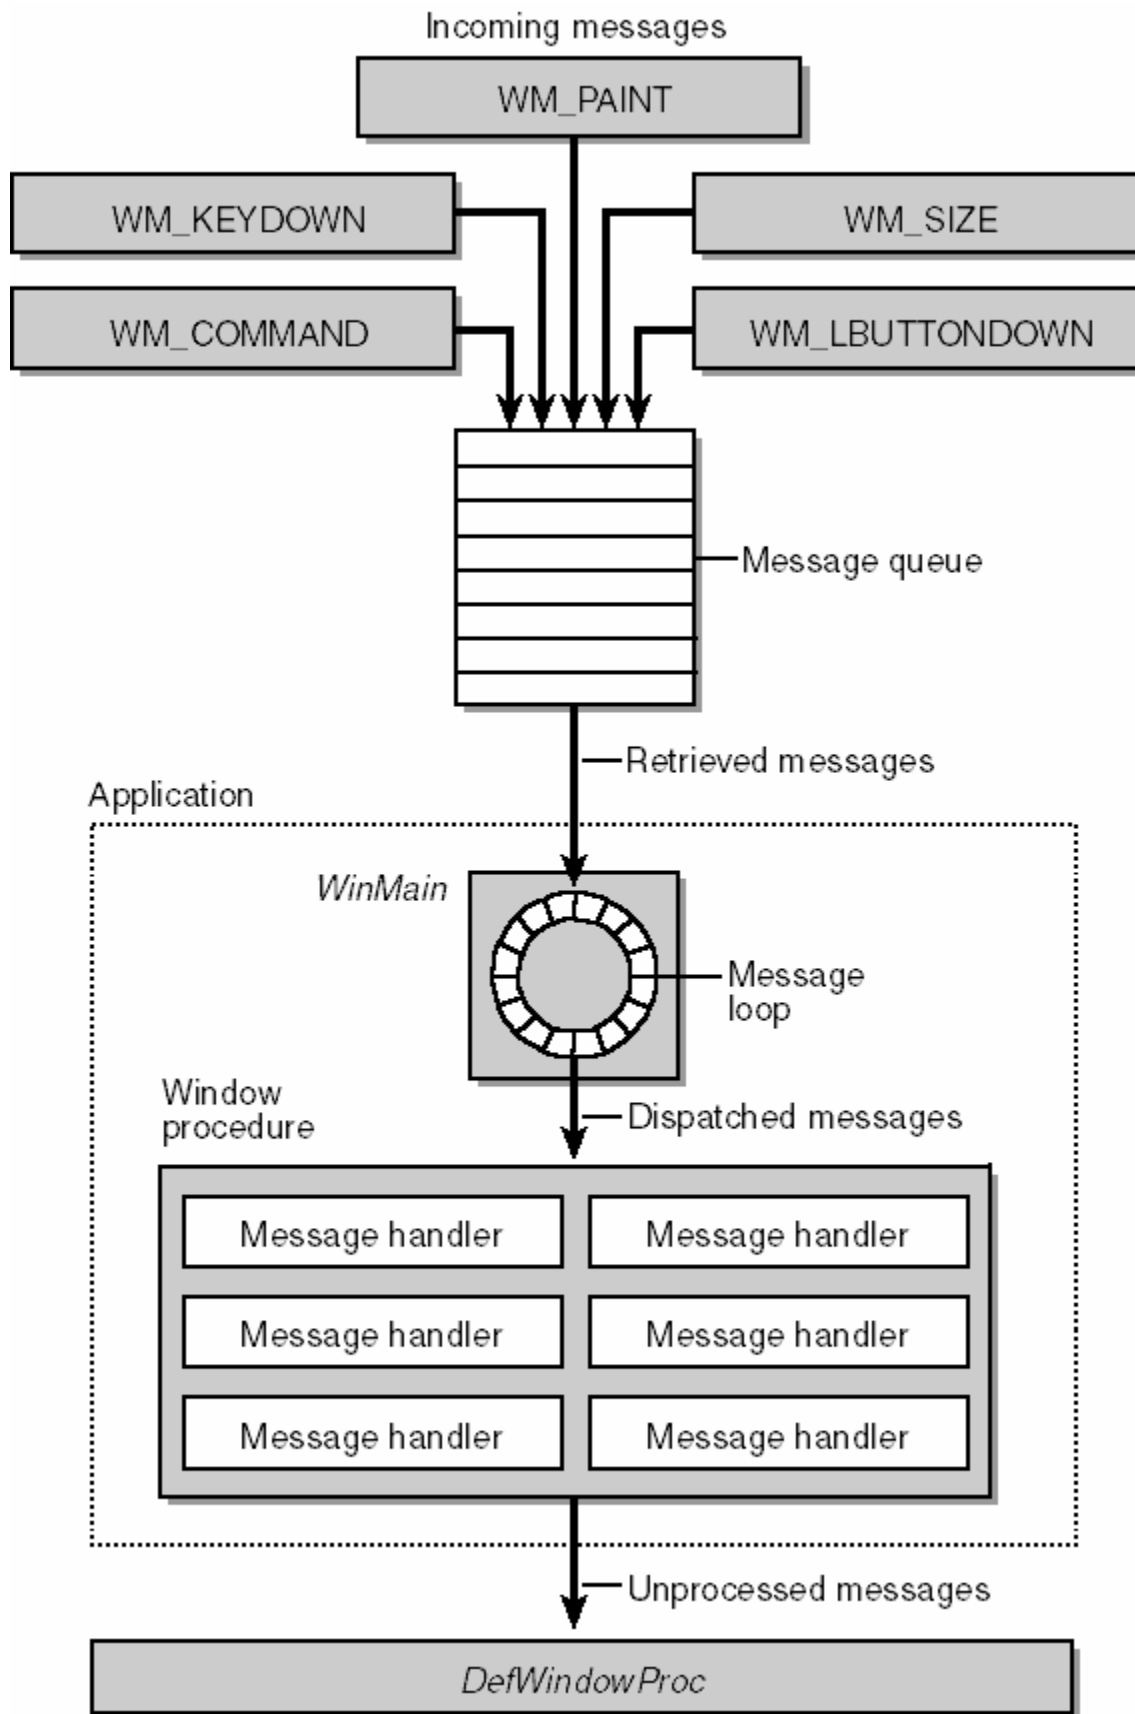 Incoming messages
WM_PAINT
WM_KEYDOWN
WM_SIZE
WM_COMMAND
WM_LBUTTONDOWN
Message queue
Retrieved messages
Application
WinMain
Message
loop
Window
procedure
Dispatched messages
Message handler
Message handler
Message handler
Message handler
Message handler
Message handler
Unprocessed messages
DefWindowProc